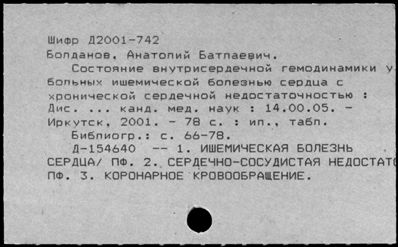 Шифр Д2001-742
Болданов, Анатолий Батлаевич.
Состояние внутрисердечной гемодинамики у
больных ишемической болезнью сердца с
хронической сердечной недостаточностью :
Дис. ... канд. мед. наук : 14.00.05. -
Иркутск, 2001. - 78 с. : ил., табл.
Библиогр.: с. 66-78.
Д-154640 -- 1. ИШЕМИЧЕСКАЯ БОЛЕЗНЬ
СЕРДЦА/ ПФ. 2. СЕРДЕЧНО-СОСУДИСТАЯ НЕДОСТАТО
ПФ. 3. КОРОНАРНОЕ КРОВООБРАЩЕНИЕ.